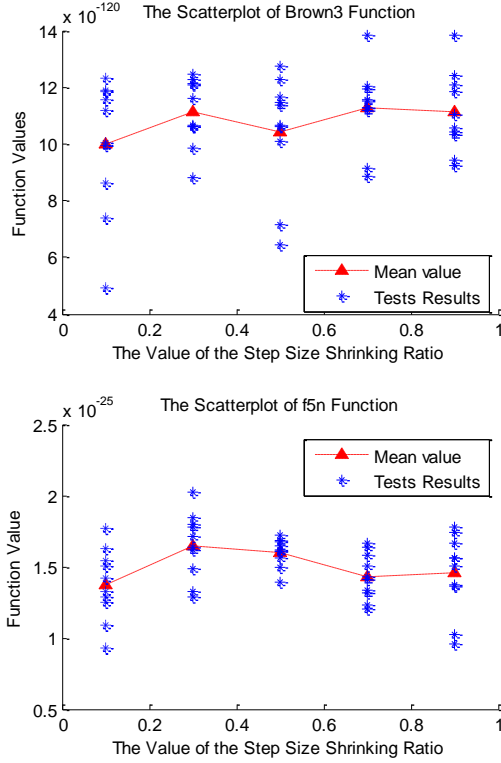 x 10-120
The Scatterplot of Brown3 Function
14
12
10
8
6
4
Function Values
Mean value
Tests Results
0
0.2
0.4
0.6
0.8
1
The Value of the Step Size Shrinking Ratio
x 10-25
The Scatterplot of f5n Function
2.5
2
1.5
1
0.5
Function Value
Mean value
Tests Results
0
0.2
0.4
0.6
0.8
1
The Value of the Step Size Shrinking Ratio